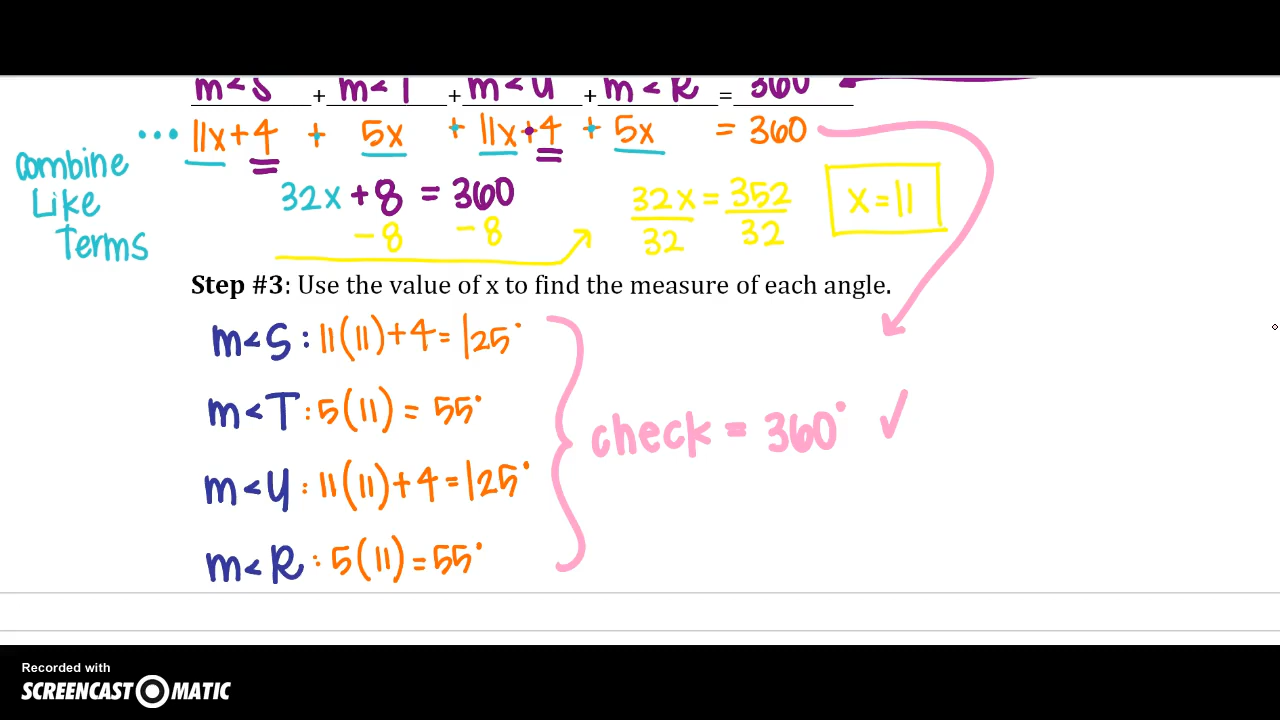 m<S + m<T + m<U + m<R = 360
11x+4 + 5x + 11x+4 + 5x = 360
Combine
Like
Terms
32x + 8 = 360
-8 -8
32x = 352
32 32
x=11
Step #3: Use the value of x to find the measure of each angle.
m<S : 11(11)+4= 125°
m<T : 5(11) = 55°
m<U : 11(11)+4=125°
m<R : 5(11)=55°
check = 360° ✓
Recorded with
SCREENCAST O MATIC